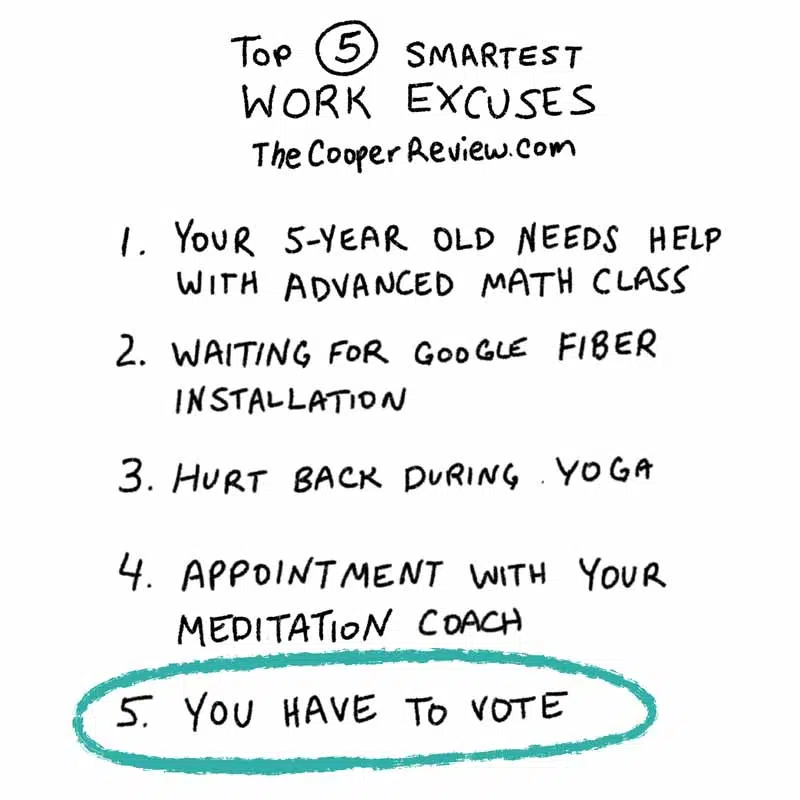 Top 5 SMARTEST
WORK EXCUSES
TheCooperReview.com
1. YOUR 5-YEAR OLD NEEDS HELP
WITH ADVANCED MATH CLASS
2. WAITING FOR GOOGLE FIBER
INSTALLATION
3. HURT BACK DURING YOGA
4. APPOINTMENT WITH YOUR
MEDITATION COACH
5. YOU HAVE TO VOTE